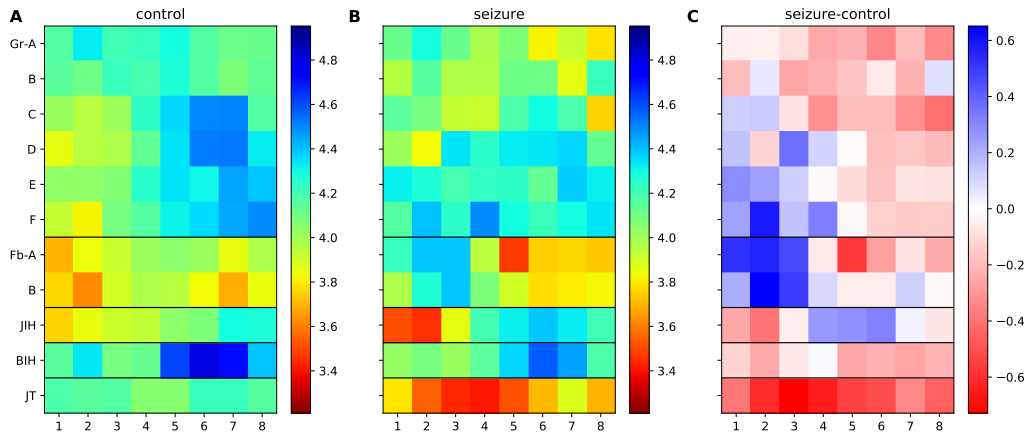 A control
B seizure
C seizure-control
Gr-A
B
C
D
E
F
Fb-A
B
JIH
BIH
JT
1 2 3 4 5 6 7 8
4.8
4.6
4.4
4.2
4.0
3.8
3.6
3.4
1 2 3 4 5 6 7 8
4.8
4.6
4.4
4.2
4.0
3.8
3.6
3.4
1 2 3 4 5 6 7 8
0.6
0.4
0.2
0.0
−0.2
−0.4
−0.6